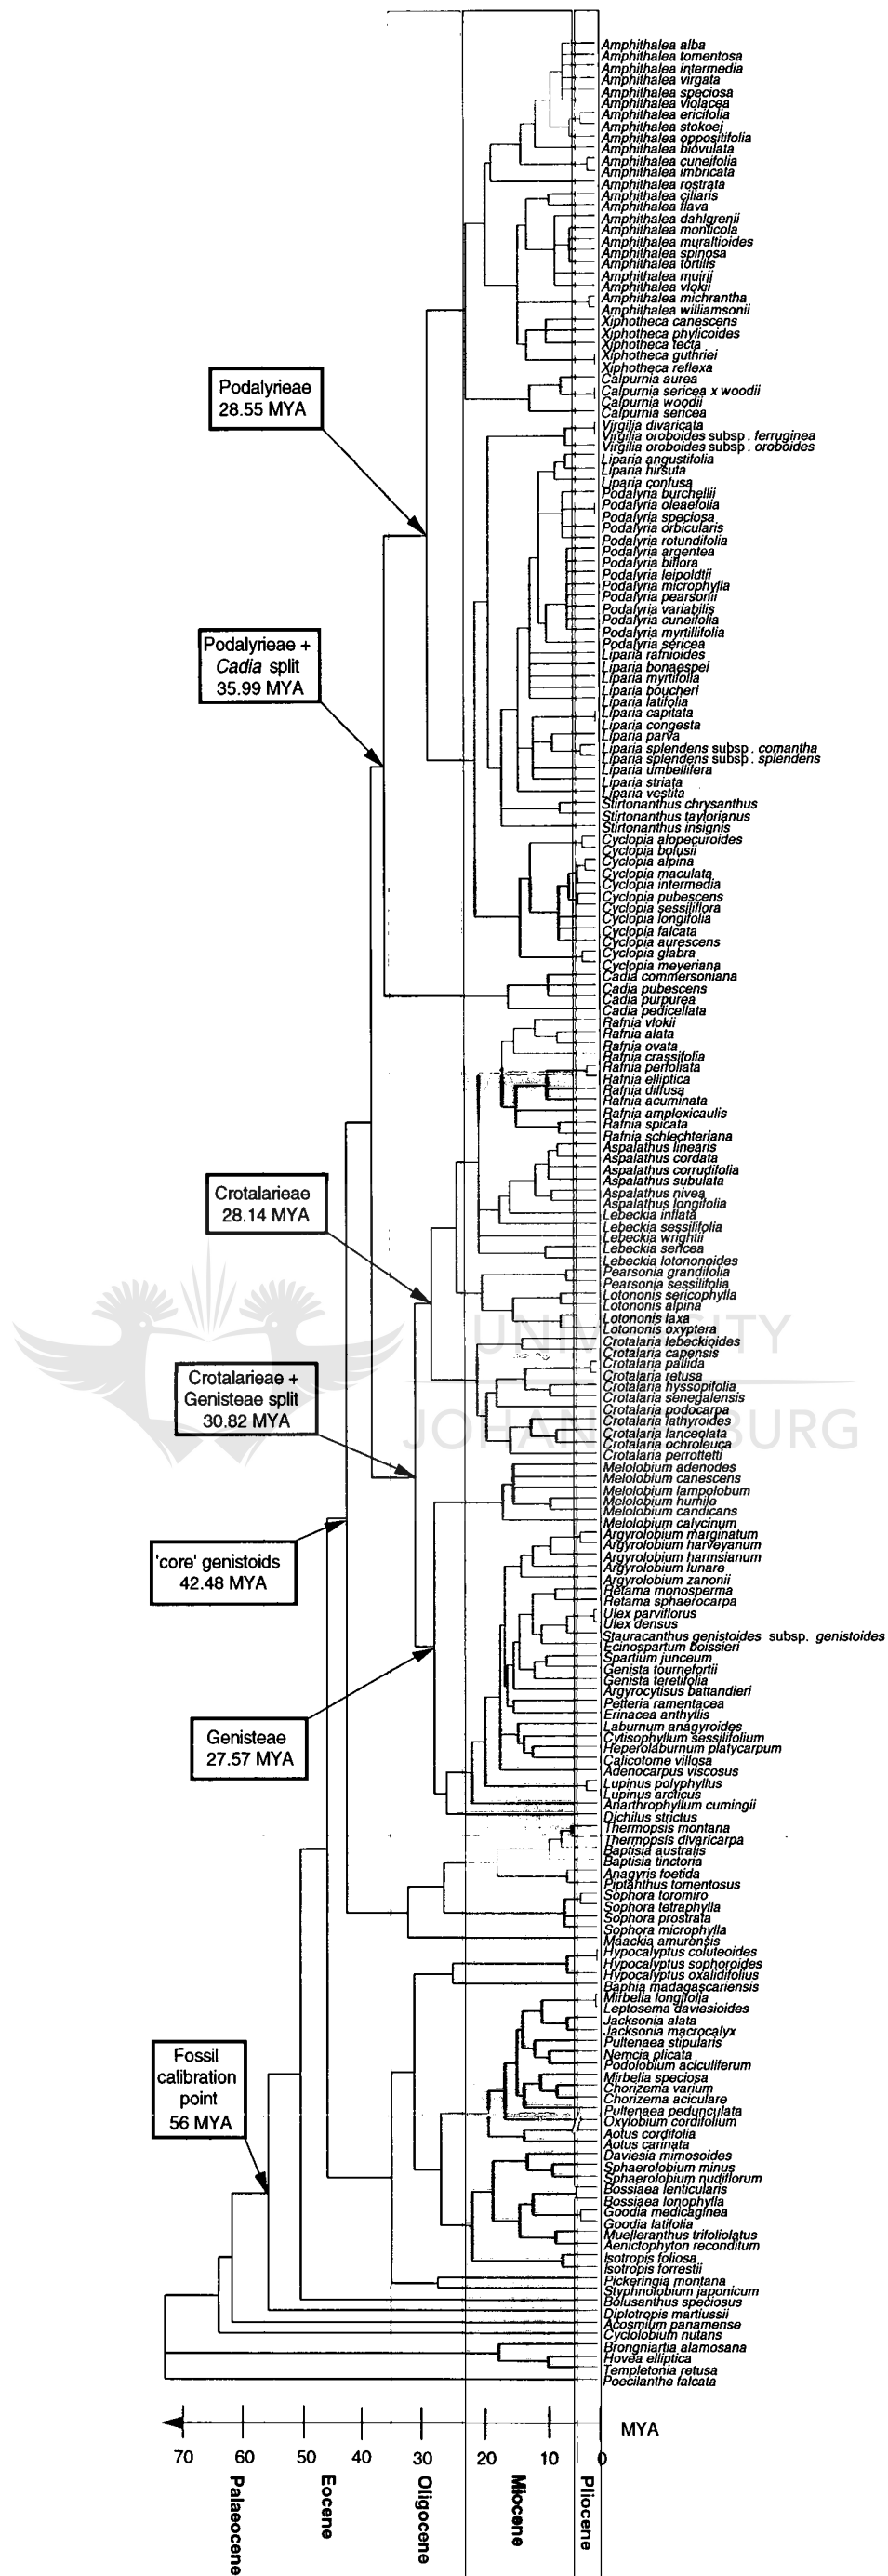 Amphithalea alba
Amphithalea tomentosa
Amphithalea intermedia
Amphithalea virgata
Amphithalea speciosa
Amphithalea violacea
Amphithalea ericifolia
Amphithalea stokoei
Amphithalea oppositifolia
Amphithalea biovulata
Amphithalea cuneifolia
Amphithalea imbricata
Amphithalea rostrata
Amphithalea ciliaris
Amphithalea flava
Amphithalea dahlgrenii
Amphithalea monticola
Amphithalea muraltioides
Amphithalea spinosa
Amphithalea tortilis
Amphithalea muirii
Amphithalea vlokii
Amphithalea michrantha
Amphithalea williamsonii
Xiphotheca canescens
Xiphotheca phylicoides
Xiphotheca tecta
Xiphotheca guthriei
Xiphotheca reflexa
Calpurnia aurea
Calpurnia sericea x woodii
Calpurnia woodii
Calpurnia sericea
Virgilia divaricata
Virgilia oroboides subsp. ferruginea
Virgilia oroboides subsp. oroboides
Liparia angustifolia
Liparia hirsuta
Liparia confusa
Podalyria burchellii
Podalyria oleaefolia
Podalyria speciosa
Podalyria orbicularis
Podalyria rotundifolia
Podalyria argentea
Podalyria biflora
Podalyria leipoldtii
Podalyria microphylla
Podalyria pearsonii
Podalyria variabilis
Podalyria cuneifolia
Podalyria myrtillifolia
Podalyria sericea
Liparia rafnioides
Liparia bonaespei
Liparia myrtifolia
Liparia boucheri
Liparia latifolia
Liparia capitata
Liparia congesta
Liparia parva
Liparia splendens subsp. comantha
Liparia splendens subsp. splendens
Liparia umbellifera
Liparia striata
Liparia vestita
Stirtonanthus chrysanthus
Stirtonanthus taylorianus
Stirtonanthus insignis
Cyclopia alopecuroides
Cyclopia bolusii
Cyclopia alpina
Cyclopia maculata
Cyclopia intermedia
Cyclopia pubescens
Cyclopia sessiliflora
Cyclopia longifolia
Cyclopia falcata
Cyclopia aurescens
Cyclopia glabra
Cyclopia meyeriana
Cadia commersoniana
Cadia pubescens
Cadia purpurea
Cadia pedicellata
Rafnia vlokii
Rafnia alata
Rafnia ovata
Rafnia crassifolia
Rafnia perfoliata
Rafnia elliptica
Rafnia diffusa
Rafnia acuminata
Rafnia amplexicaulis
Rafnia spicata
Rafnia schlechteriana
Aspalathus linearis
Aspalathus cordata
Aspalathus corrudifolia
Aspalathus subulata
Aspalathus nivea
Aspalathus longifolia
Lebeckia inflata
Lebeckia sessilifolia
Lebeckia wrightii
Lebeckia sericea
Lebeckia lotononoides
Pearsonia grandifolia
Pearsonia sessilifolia
Lotononis sericophylla
Lotononis alpina
Lotononis laxa
Lotononis oxyptera
Crotalaria lebeckioides
Crotalaria capensis
Crotalaria pallida
Crotalaria retusa
Crotalaria hyssopifolia
Crotalaria senegalensis
Crotalaria podocarpa
Crotalaria lathyroides
Crotalaria lanceolata
Crotalaria ochroleuca
Crotalaria perrottetti
Melolobium adenodes
Melolobium canescens
Melolobium lampolobum
Melolobium humile
Melolobium candicans
Melolobium calycinum
Argyrolobium marginatum
Argyrolobium harveyanum
Argyrolobium harmsianum
Argyrolobium lunare
Argyrolobium zanonii
Retama monosperma
Retama sphaerocarpa
Ulex parviflorus
Ulex densus
Stauracanthus genistoides subsp. genistoides
Echinospartum boissieri
Spartium junceum
Genista tournefortii
Genista teretifolia
Argyrocytisus battandieri
Petteria ramentacea
Erinacea anthyllis
Laburnum anagyroides
Cytisophyllum sessilifolium
Heperolaburnum platycarpum
Calicotome villosa
Adenocarpus viscosus
Lupinus polyphyllus
Lupinus arcticus
Anarthrophyllum cumingii
Dichilus strictus
Thermopsis montana
Thermopsis divaricarpa
Baptisia australis
Baptisia tinctoria
Anagyris foetida
Piptanthus tomentosus
Sophora toromiro
Sophora tetraphylla
Sophora prostrata
Sophora microphylla
Maackia amurensis
Hypocalyptus coluteoides
Hypocalyptus sophoroides
Hypocalyptus oxalidifolius
Baphia madagascariensis
Mirbelia longifolia
Leptosema daviesioides
Jacksonia alata
Jacksonia macrocalyx
Pultenaea stipularis
Nemcia plicata
Podolobium aciculiferum
Mirbelia speciosa
Chorizema varium
Chorizema aciculare
Pultenaea pedunculata
Oxylobium cordifolium
Aotus cordifolia
Aotus carinata
Daviesia mimosoides
Sphaerolobium minus
Sphaerolobium nudiflorum
Bossiaea lenticularis
Bossiaea lonophylla
Goodia medicaginea
Goodia latifolia
Muelleranthus trifoliolatus
Aenictophyton reconditum
Isotropis foliosa
Isotropis forrestii
Pickeringia montana
Styphnolobium japonicum
Bolusanthus speciosus
Diplotropis martiussii
Acosmium panamense
Cyclolobium nutans
Brongniartia alamosana
Hovea elliptica
Templetonia retusa
Poecilanthe falcata
Podalyrieae
28.55 MYA
Podalyrieae +
Cadia split
35.99 MYA
Crotalarieae
28.14 MYA
Crotalarieae +
Genisteae split
30.82 MYA
'core' genistoids
42.48 MYA
Genisteae
27.57 MYA
Fossil
calibration
point
56 MYA
UNIVERSITY
JOHANNESBURG
MYA
70 60 50 40 30 20 10 0
Palaeocene
Eocene
Oligocene
Miocene
Pliocene